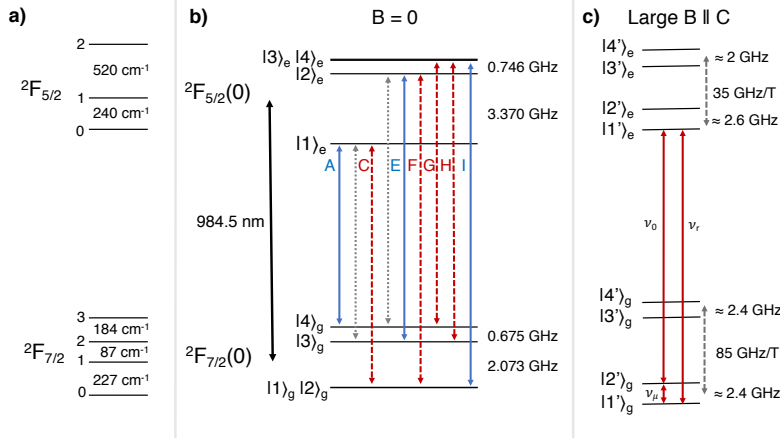 a)
2
520 cm⁻¹
²F₅/₂
1
240 cm⁻¹
0
3
184 cm⁻¹
2
²F₇/₂
87 cm⁻¹
1
227 cm⁻¹
0
b)
B = 0
|3⟩ₑ |4⟩ₑ
0.746 GHz
|2⟩ₑ
²F₅/₂(0)
3.370 GHz
|1⟩ₑ
A C E F G H I
984.5 nm
|4⟩g
0.675 GHz
|3⟩g
²F₇/₂(0)
2.073 GHz
|1⟩g |2⟩g
c)
Large B ∥ C
|4'⟩ₑ
≈ 2 GHz
|3'⟩ₑ
35 GHz/T
|2'⟩ₑ
≈ 2.6 GHz
|1'⟩ₑ
ν₀
νᵣ
|4'⟩g
≈ 2.4 GHz
|3'⟩g
85 GHz/T
|2'⟩g
≈ 2.4 GHz
νμ
|1'⟩g